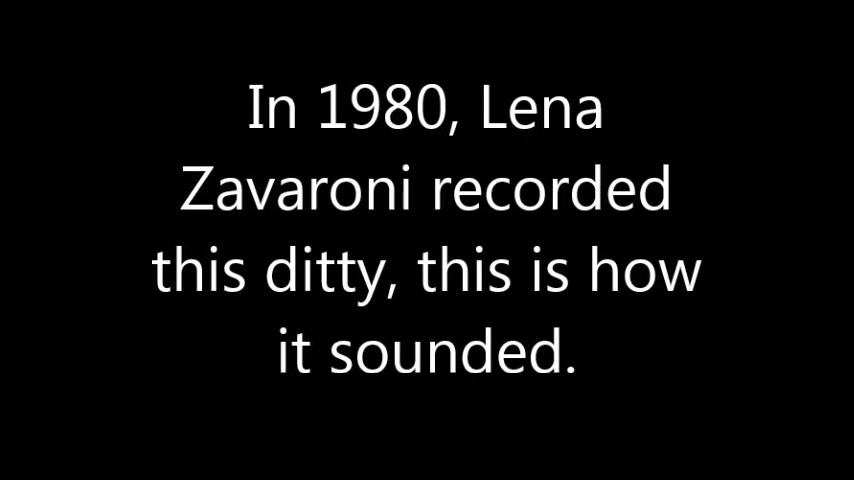 In 1980, Lena
Zavaroni recorded
this ditty, this is how
it sounded.